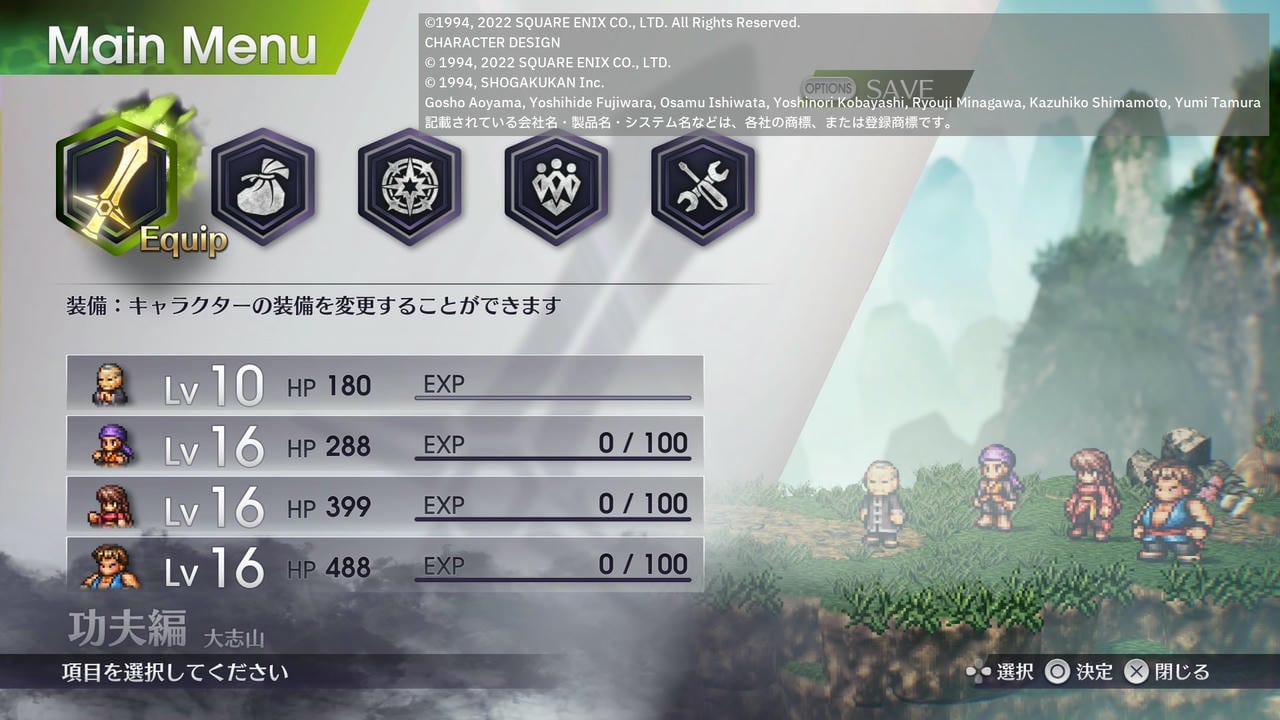 Main Menu
©1994, 2022 SQUARE ENIX CO., LTD. All Rights Reserved.
CHARACTER DESIGN
© 1994, 2022 SQUARE ENIX CO., LTD.
© 1994, SHOGAKUKAN Inc.
Gosho Aoyama, Yoshihide Fujiwara, Osamu Ishiwata, Yoshinori Kobayashi, Ryouji Minagawa, Kazuhiko Shimamoto, Yumi Tamura
記載されている会社名・製品名・システム名などは、各社の商標、または登録商標です。
OPTIONS SAVE
Equip
装備：キャラクターの装備を変更することができます
Lv 10 HP 180 EXP
Lv 16 HP 288 EXP 0 / 100
Lv 16 HP 399 EXP 0 / 100
Lv 16 HP 488 EXP 0 / 100
功夫編 大志山
項目を選択してください
選択 決定 閉じる